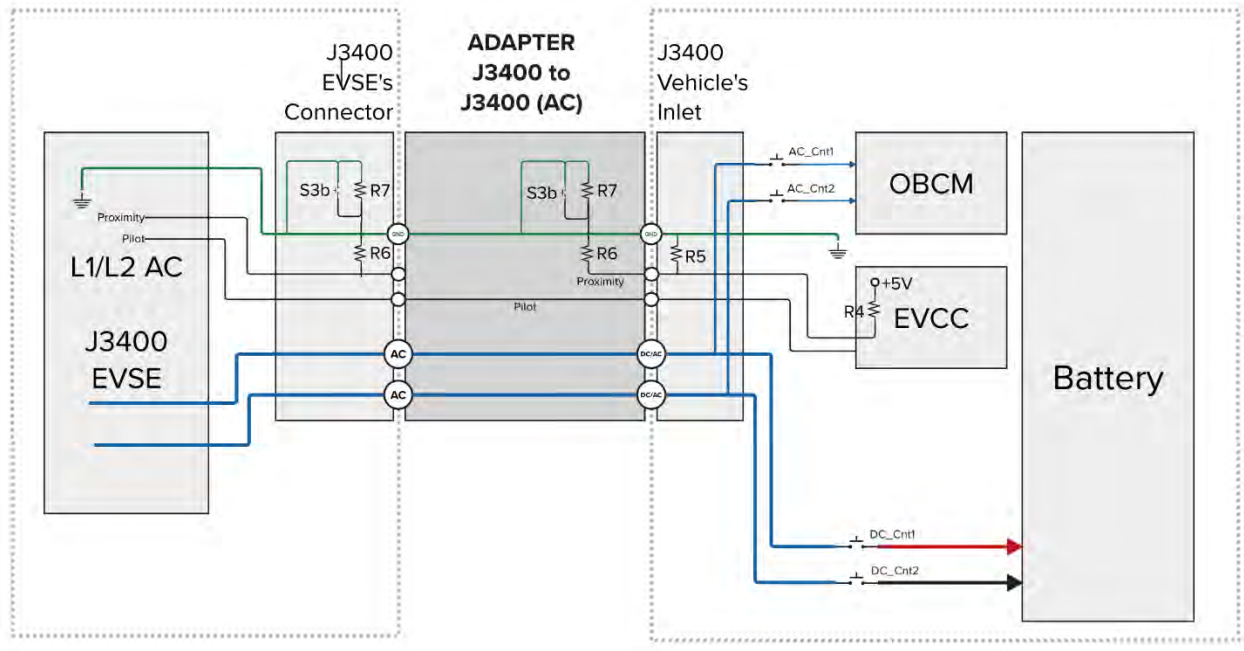 J3400
EVSE's
Connector
ADAPTER
J3400 to
J3400 (AC)
J3400
Vehicle's
Inlet
AC_Cnt1
AC_Cnt2
OBCM
S3b
R7
S3b
R7
Proximity
Pilot
GND
GND
R6
R6
R5
L1/L2 AC
Proximity
Pilot
+5V
R4
EVCC
J3400
EVSE
AC
DC/AC
AC
DC/AC
Battery
DC_Cnt1
DC_Cnt2